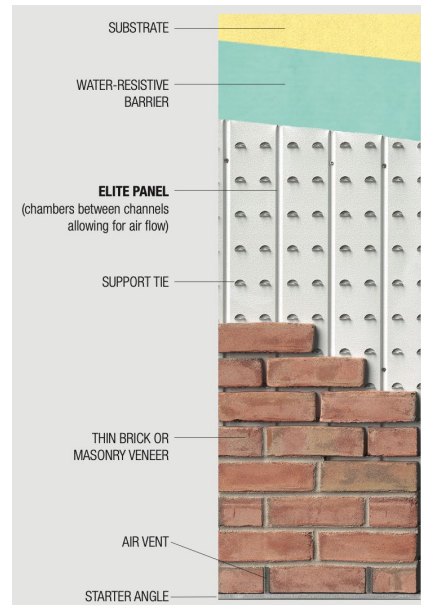 SUBSTRATE
WATER-RESISTIVE
BARRIER
ELITE PANEL
(chambers between channels
allowing for air flow)
SUPPORT TIE
THIN BRICK OR
MASONRY VENEER
AIR VENT
STARTER ANGLE